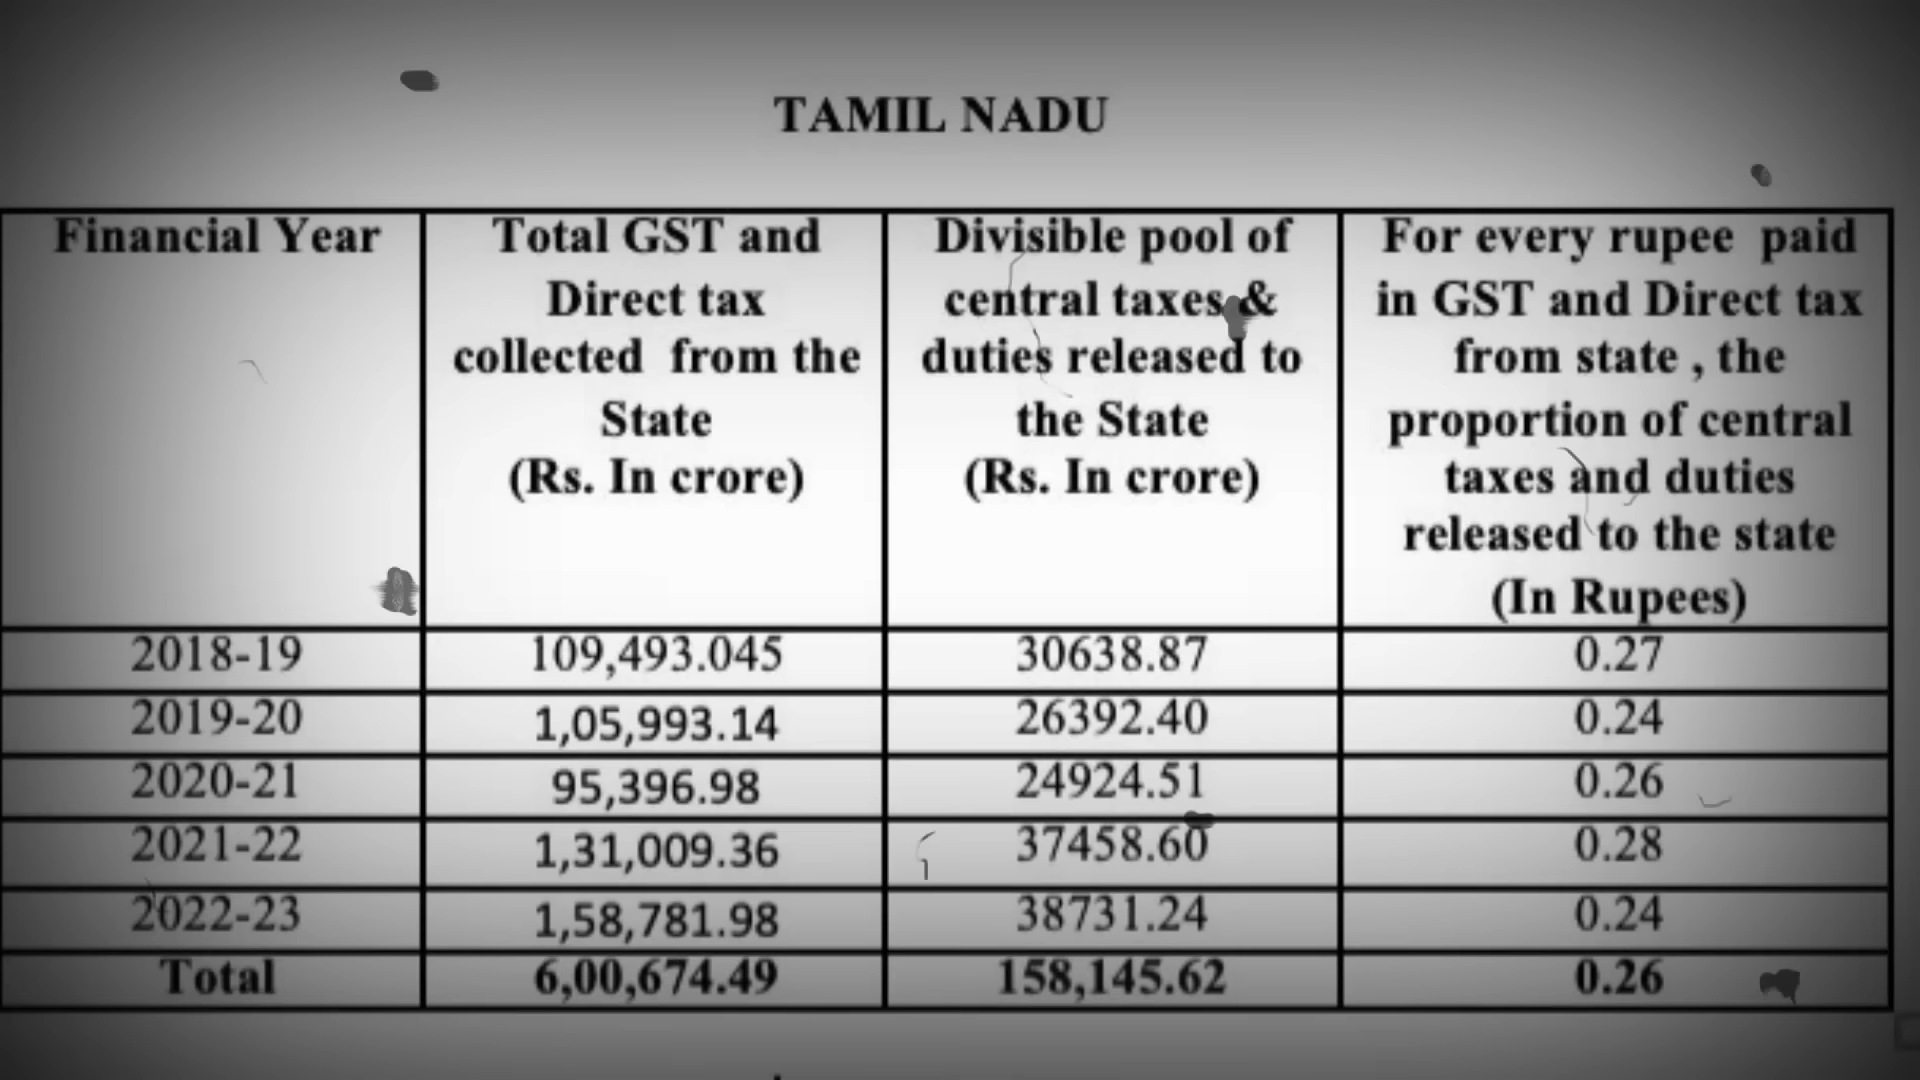 TAMIL NADU
Financial Year
Total GST and
Direct tax
collected from the
State
(Rs. In crore)
Divisible pool of
central taxes &
duties released to
the State
(Rs. In crore)
For every rupee paid
in GST and Direct tax
from state , the
proportion of central
taxes and duties
released to the state
(In Rupees)
2018-19 109,493.045 30638.87 0.27
2019-20 1,05,993.14 26392.40 0.24
2020-21 95,396.98 24924.51 0.26
2021-22 1,31,009.36 37458.60 0.28
2022-23 1,58,781.98 38731.24 0.24
Total 6,00,674.49 158,145.62 0.26